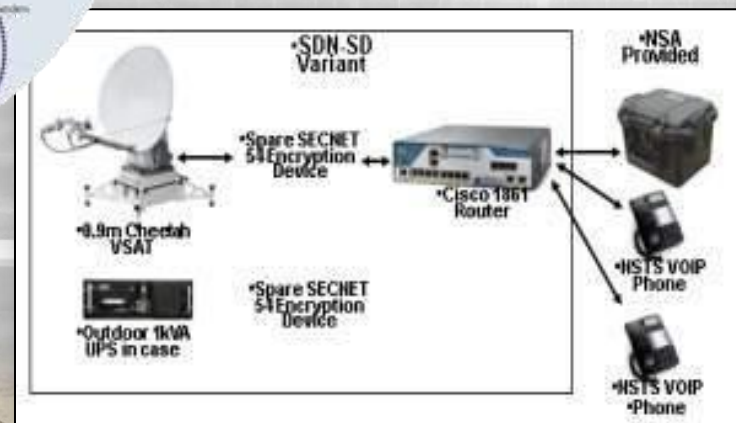 •SDN-SD
Variant
•NSA
Provided
•Spare SECNET
54 Encryption
Device
•Cisco 1861
Router
•0.9m Cheetah
VSAT
•HSTS VOIP
Phone
•Outdoor 1kVA
UPS in case
•Spare SECNET
54 Encryption
Device
•HSTS VOIP
•Phone